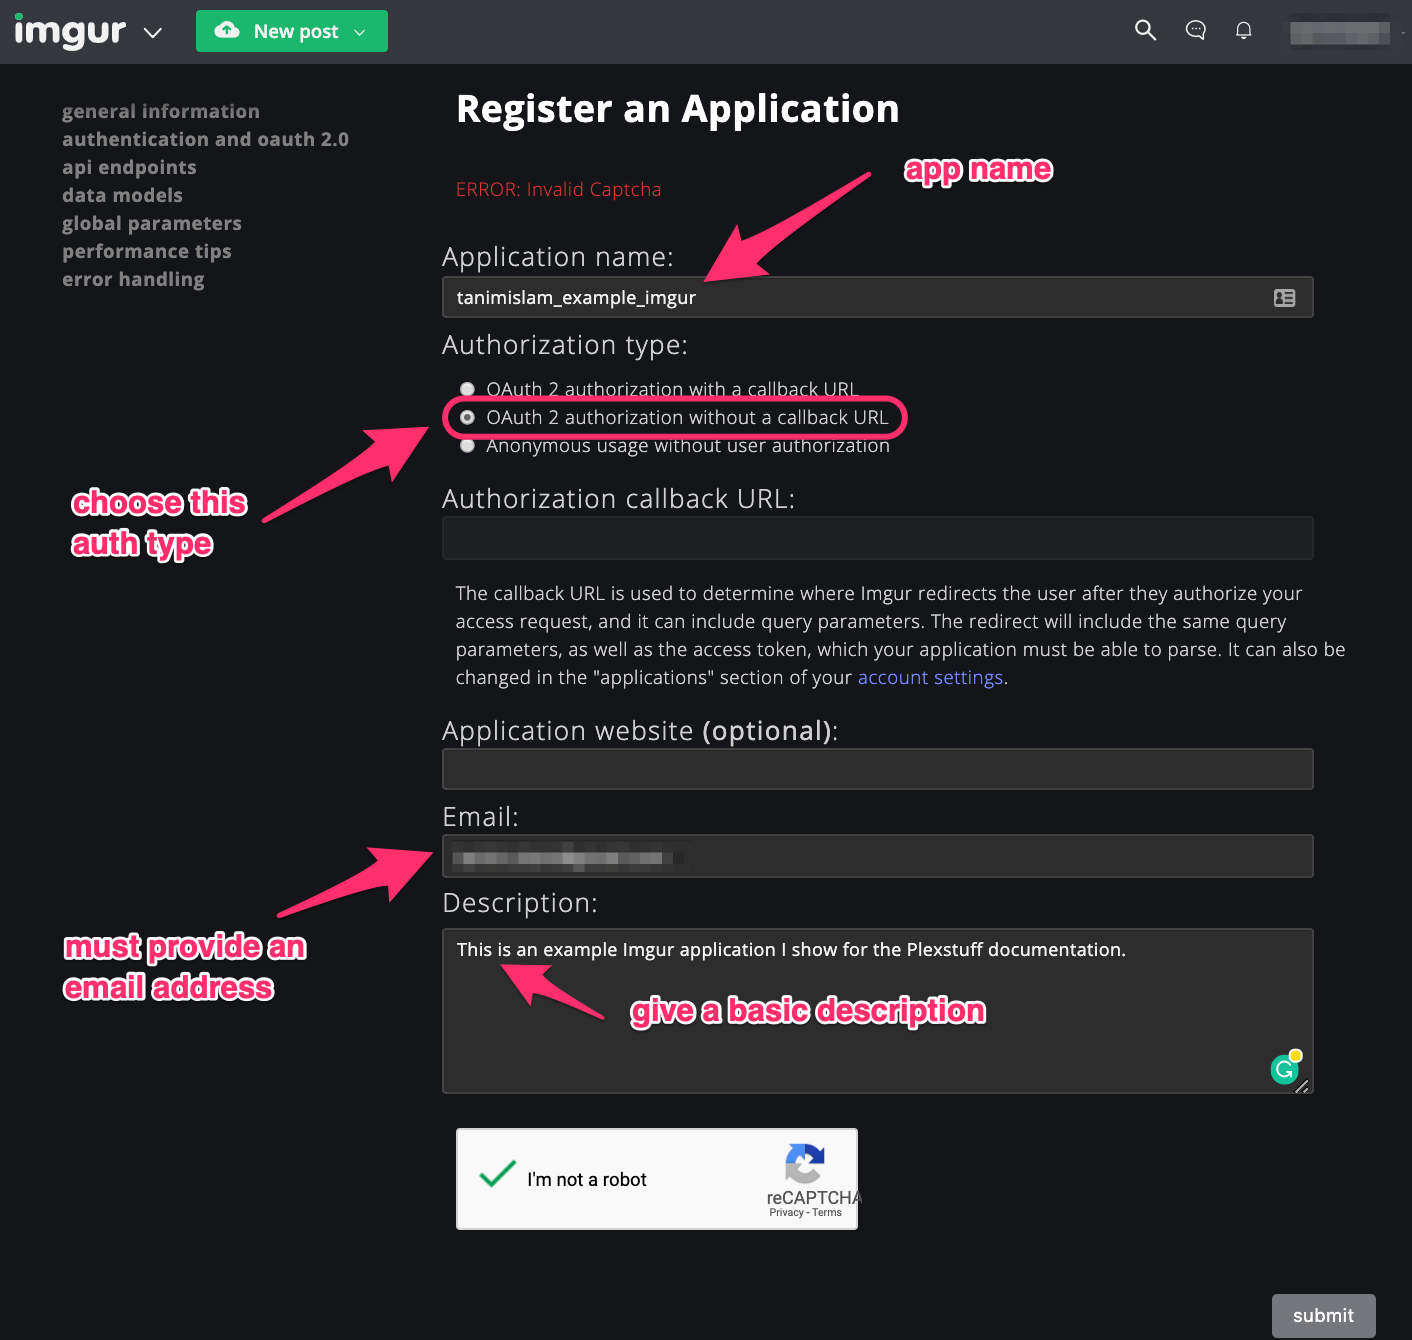 imgur
New post
general information
authentication and oauth 2.0
api endpoints
data models
global parameters
performance tips
error handling
Register an Application
app name
ERROR: Invalid Captcha
Application name:
tanimislam_example_imgur
Authorization type:
OAuth 2 authorization with a callback URL
OAuth 2 authorization without a callback URL
Anonymous usage without user authorization
choose this
auth type
Authorization callback URL:
The callback URL is used to determine where Imgur redirects the user after they authorize your
access request, and it can include query parameters. The redirect will include the same query
parameters, as well as the access token, which your application must be able to parse. It can also be
changed in the "applications" section of your account settings.
Application website (optional):
Email:
must provide an
email address
Description:
This is an example Imgur application I show for the Plexstuff documentation.
give a basic description
I'm not a robot
reCAPTCHA
Privacy - Terms
submit